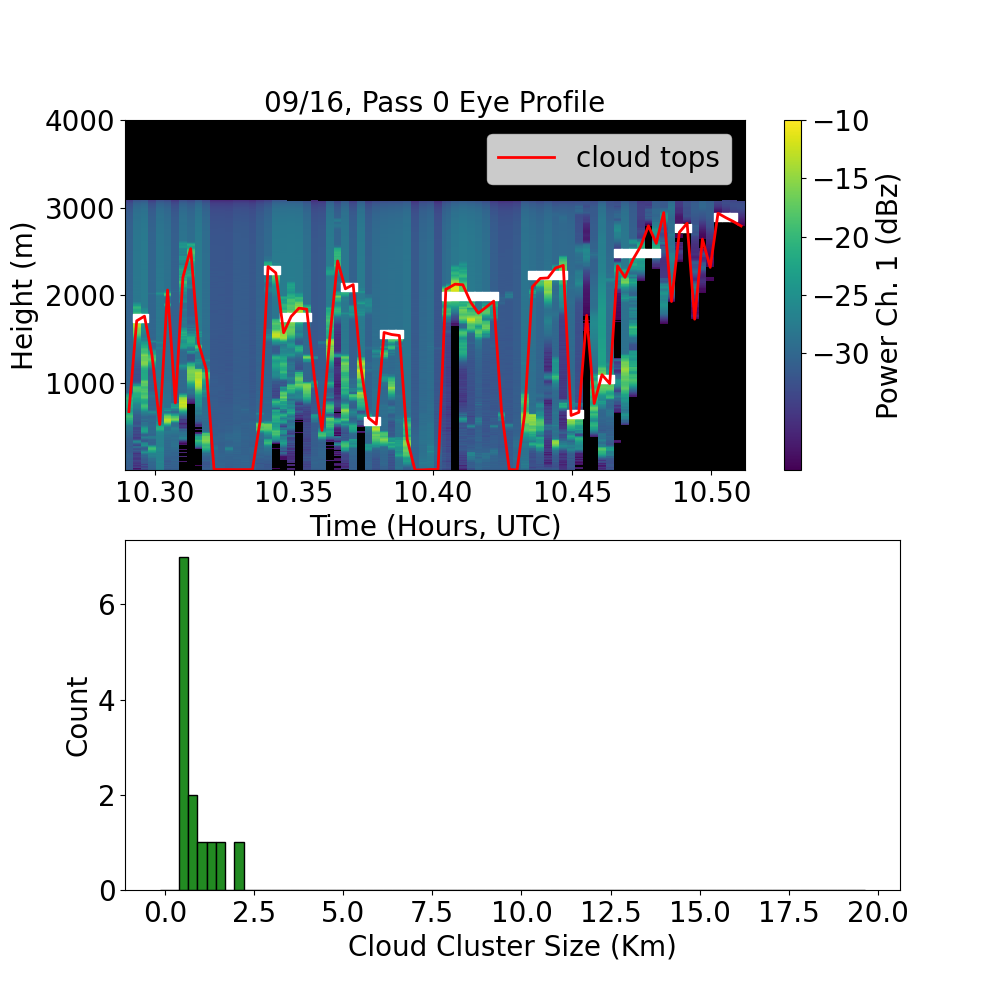 09/16, Pass 0 Eye Profile
4000
3000
2000
1000
Height (m)
cloud tops
10.30 10.35 10.40 10.45 10.50
Time (Hours, UTC)
−10
−15
−20
−25
−30
Power Ch. 1 (dBz)
6
4
2
0
Count
0.0 2.5 5.0 7.5 10.0 12.5 15.0 17.5 20.0
Cloud Cluster Size (Km)